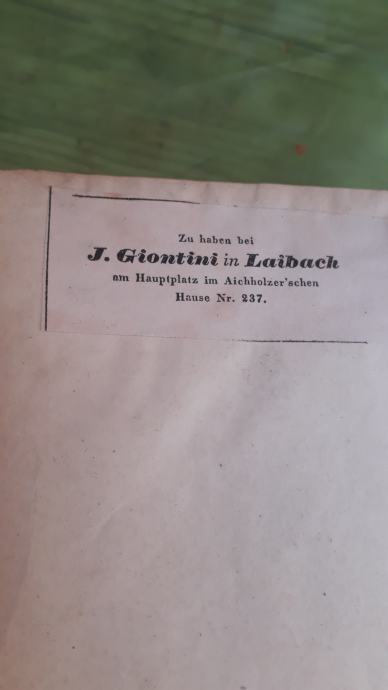 Zu haben bei
J. Giontini in Laibach
am Hauptplatz im Aichholzer'schen
Hause Nr. 237.